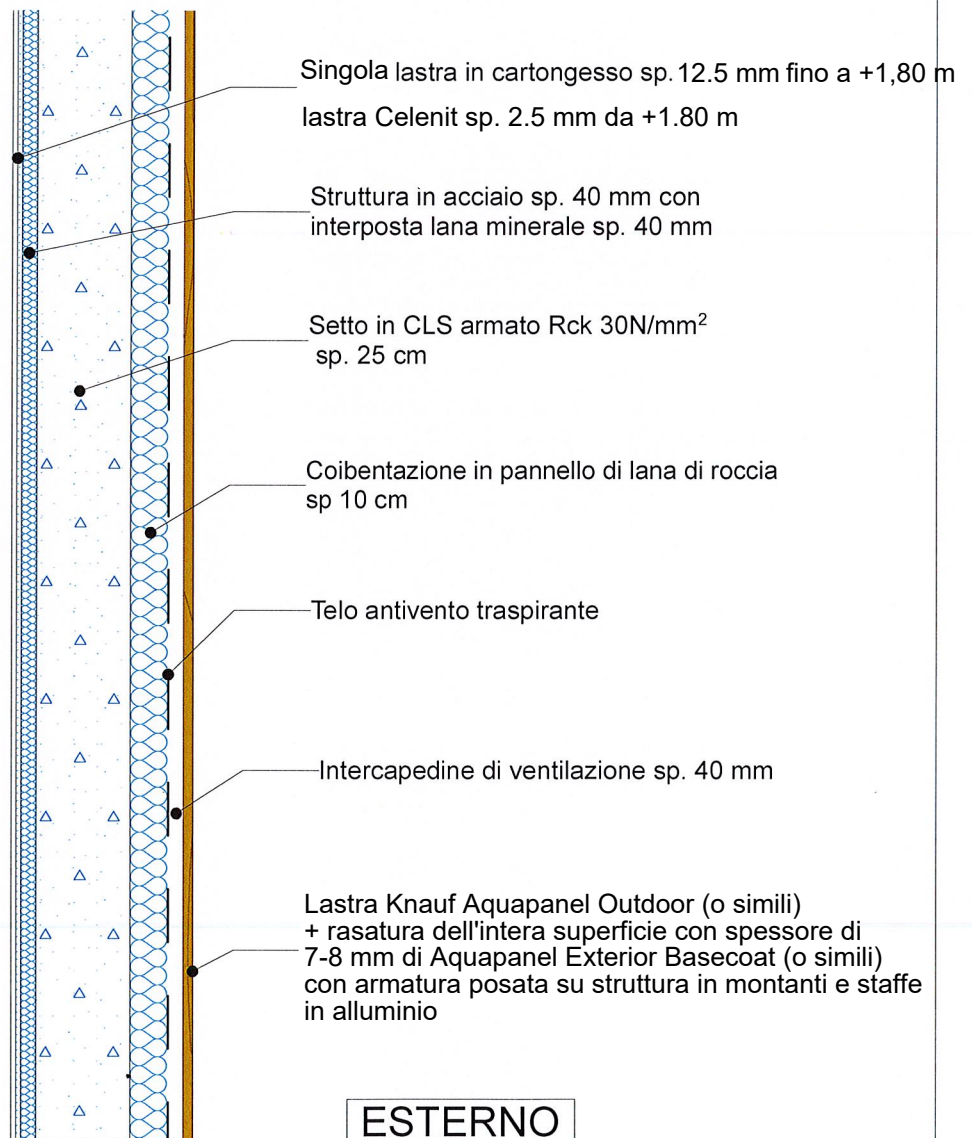 Singola lastra in cartongesso sp. 12.5 mm fino a +1,80 m
lastra Celenit sp. 2.5 mm da +1.80 m
Struttura in acciaio sp. 40 mm con
interposta lana minerale sp. 40 mm
Setto in CLS armato Rck 30N/mm²
sp. 25 cm
Coibentazione in pannello di lana di roccia
sp 10 cm
Telo antivento traspirante
Intercapedine di ventilazione sp. 40 mm
Lastra Knauf Aquapanel Outdoor (o simili)
+ rasatura dell'intera superficie con spessore di
7-8 mm di Aquapanel Exterior Basecoat (o simili)
con armatura posata su struttura in montanti e staffe
in alluminio
ESTERNO